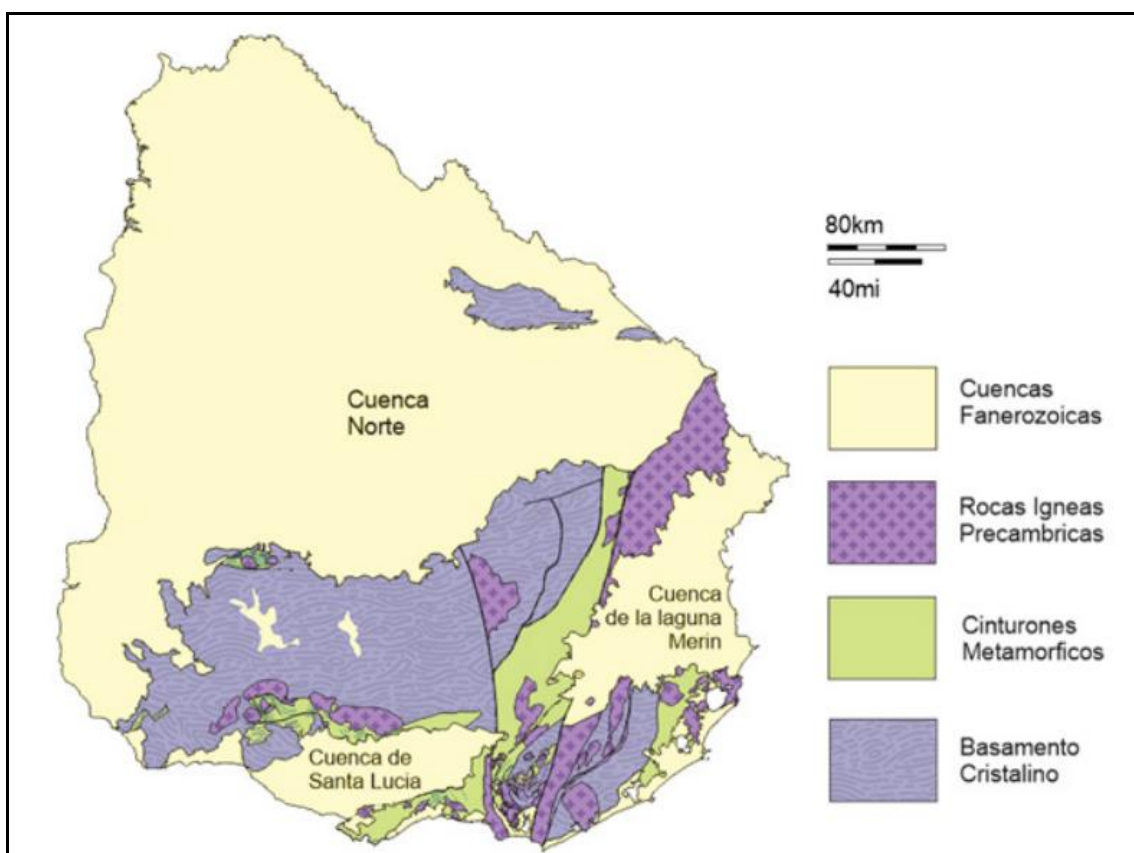 80km
40mi
Cuenca
Norte
Cuencas
Fanerozoicas
Rocas Igneas
Precambricas
Cuenca
de la laguna
Merin
Cinturones
Metamorficos
Cuenca de
Santa Lucia
Basamento
Cristalino